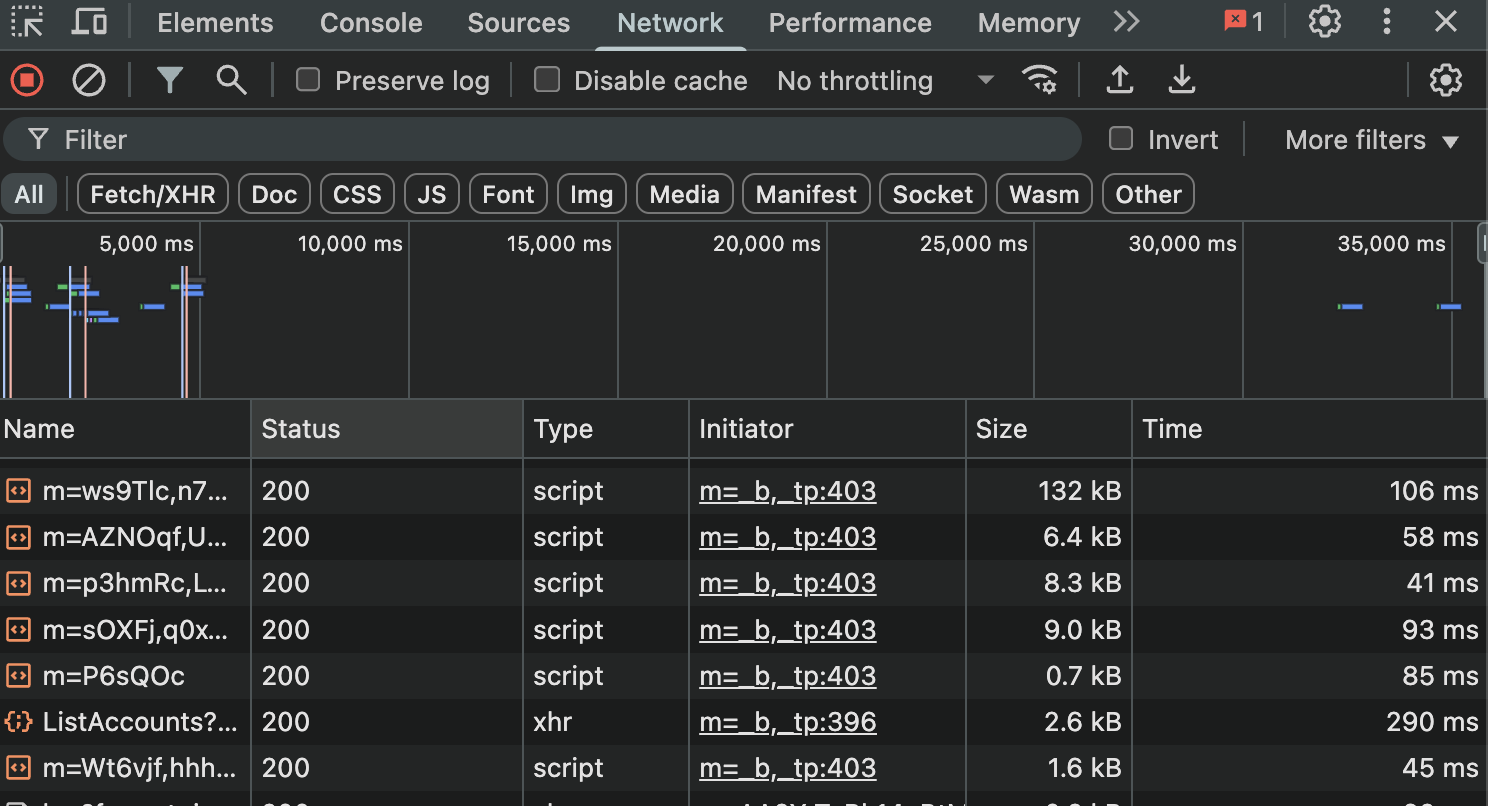 Elements Console Sources Network Performance Memory 1
Preserve log Disable cache No throttling
Filter Invert More filters
All Fetch/XHR Doc CSS JS Font Img Media Manifest Socket Wasm Other
5,000 ms 10,000 ms 15,000 ms 20,000 ms 25,000 ms 30,000 ms 35,000 ms
Name Status Type Initiator Size Time
m=ws9Tlc,n7... 200 script m=_b,_tp:403 132 kB 106 ms
m=AZNOqf,U... 200 script m=_b,_tp:403 6.4 kB 58 ms
m=p3hmRc,L... 200 script m=_b,_tp:403 8.3 kB 41 ms
m=sOXFj,q0x... 200 script m=_b,_tp:403 9.0 kB 93 ms
m=P6sQOc 200 script m=_b,_tp:403 0.7 kB 85 ms
ListAccounts?... 200 xhr m=_b,_tp:396 2.6 kB 290 ms
m=Wt6vjf,hhh... 200 script m=_b,_tp:403 1.6 kB 45 ms